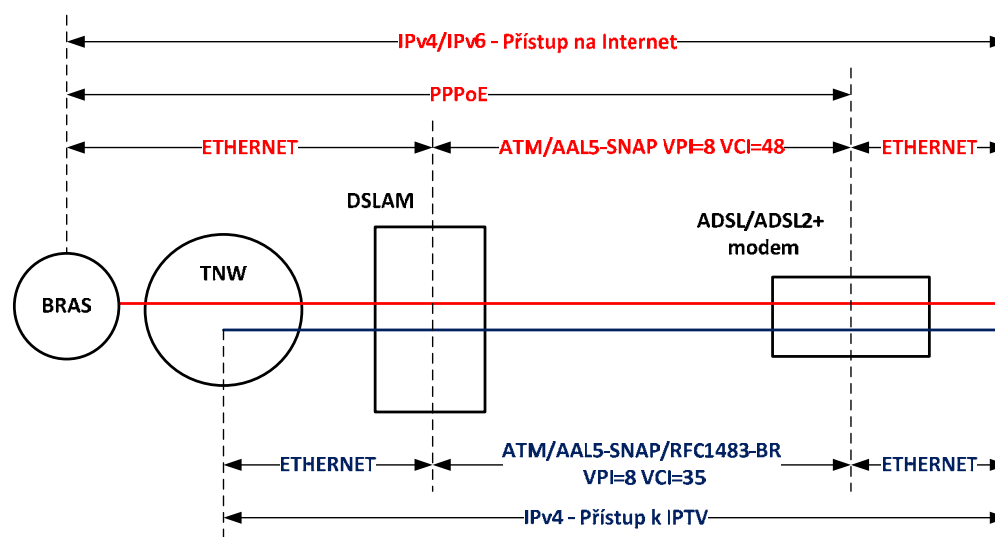 IPv4/IPv6 - Přístup na Internet
PPPoE
ETHERNET
ATM/AAL5-SNAP VPI=8 VCI=48
ETHERNET
DSLAM
ADSL/ADSL2+
modem
TNW
BRAS
ETHERNET
ATM/AAL5-SNAP/RFC1483-BR
VPI=8 VCI=35
ETHERNET
IPv4 - Přístup k IPTV